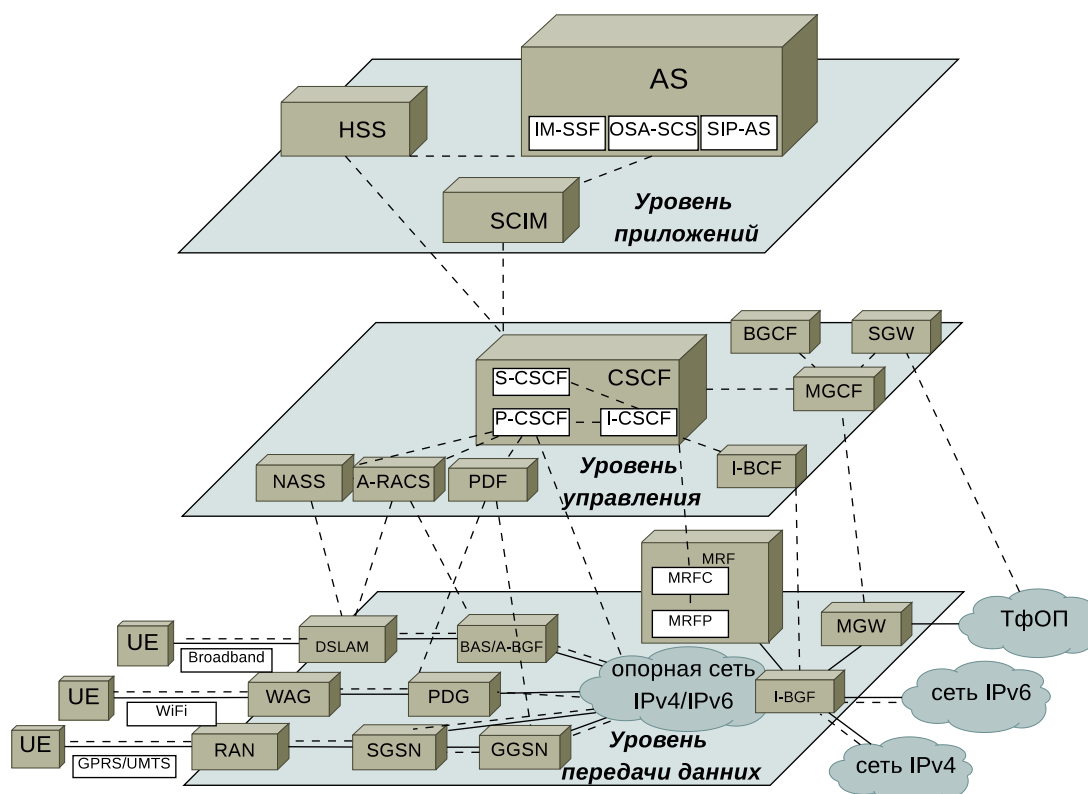 AS
HSS
IM-SSF
OSA-SCS
SIP-AS
SCIM
Уровень
приложений
BGCF
SGW
CSCF
S-CSCF
MGCF
P-CSCF
I-CSCF
NASS
A-RACS
PDF
Уровень
управления
I-BCF
MRF
MRFC
MRFP
MGW
ТфОП
UE
Broadband
DSLAM
BAS/A-BGF
опорная сеть
IPv4/IPv6
UE
WiFi
WAG
PDG
I-BGF
сеть IPv6
UE
GPRS/UMTS
RAN
SGSN
GGSN
Уровень
передачи данных
сеть IPv4